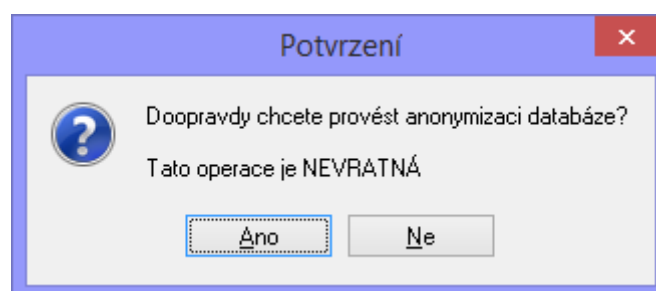 Potvrzení
Doopravdy chcete provést anonymizaci databáze?
Tato operace je NEVRATNÁ
Ano
Ne